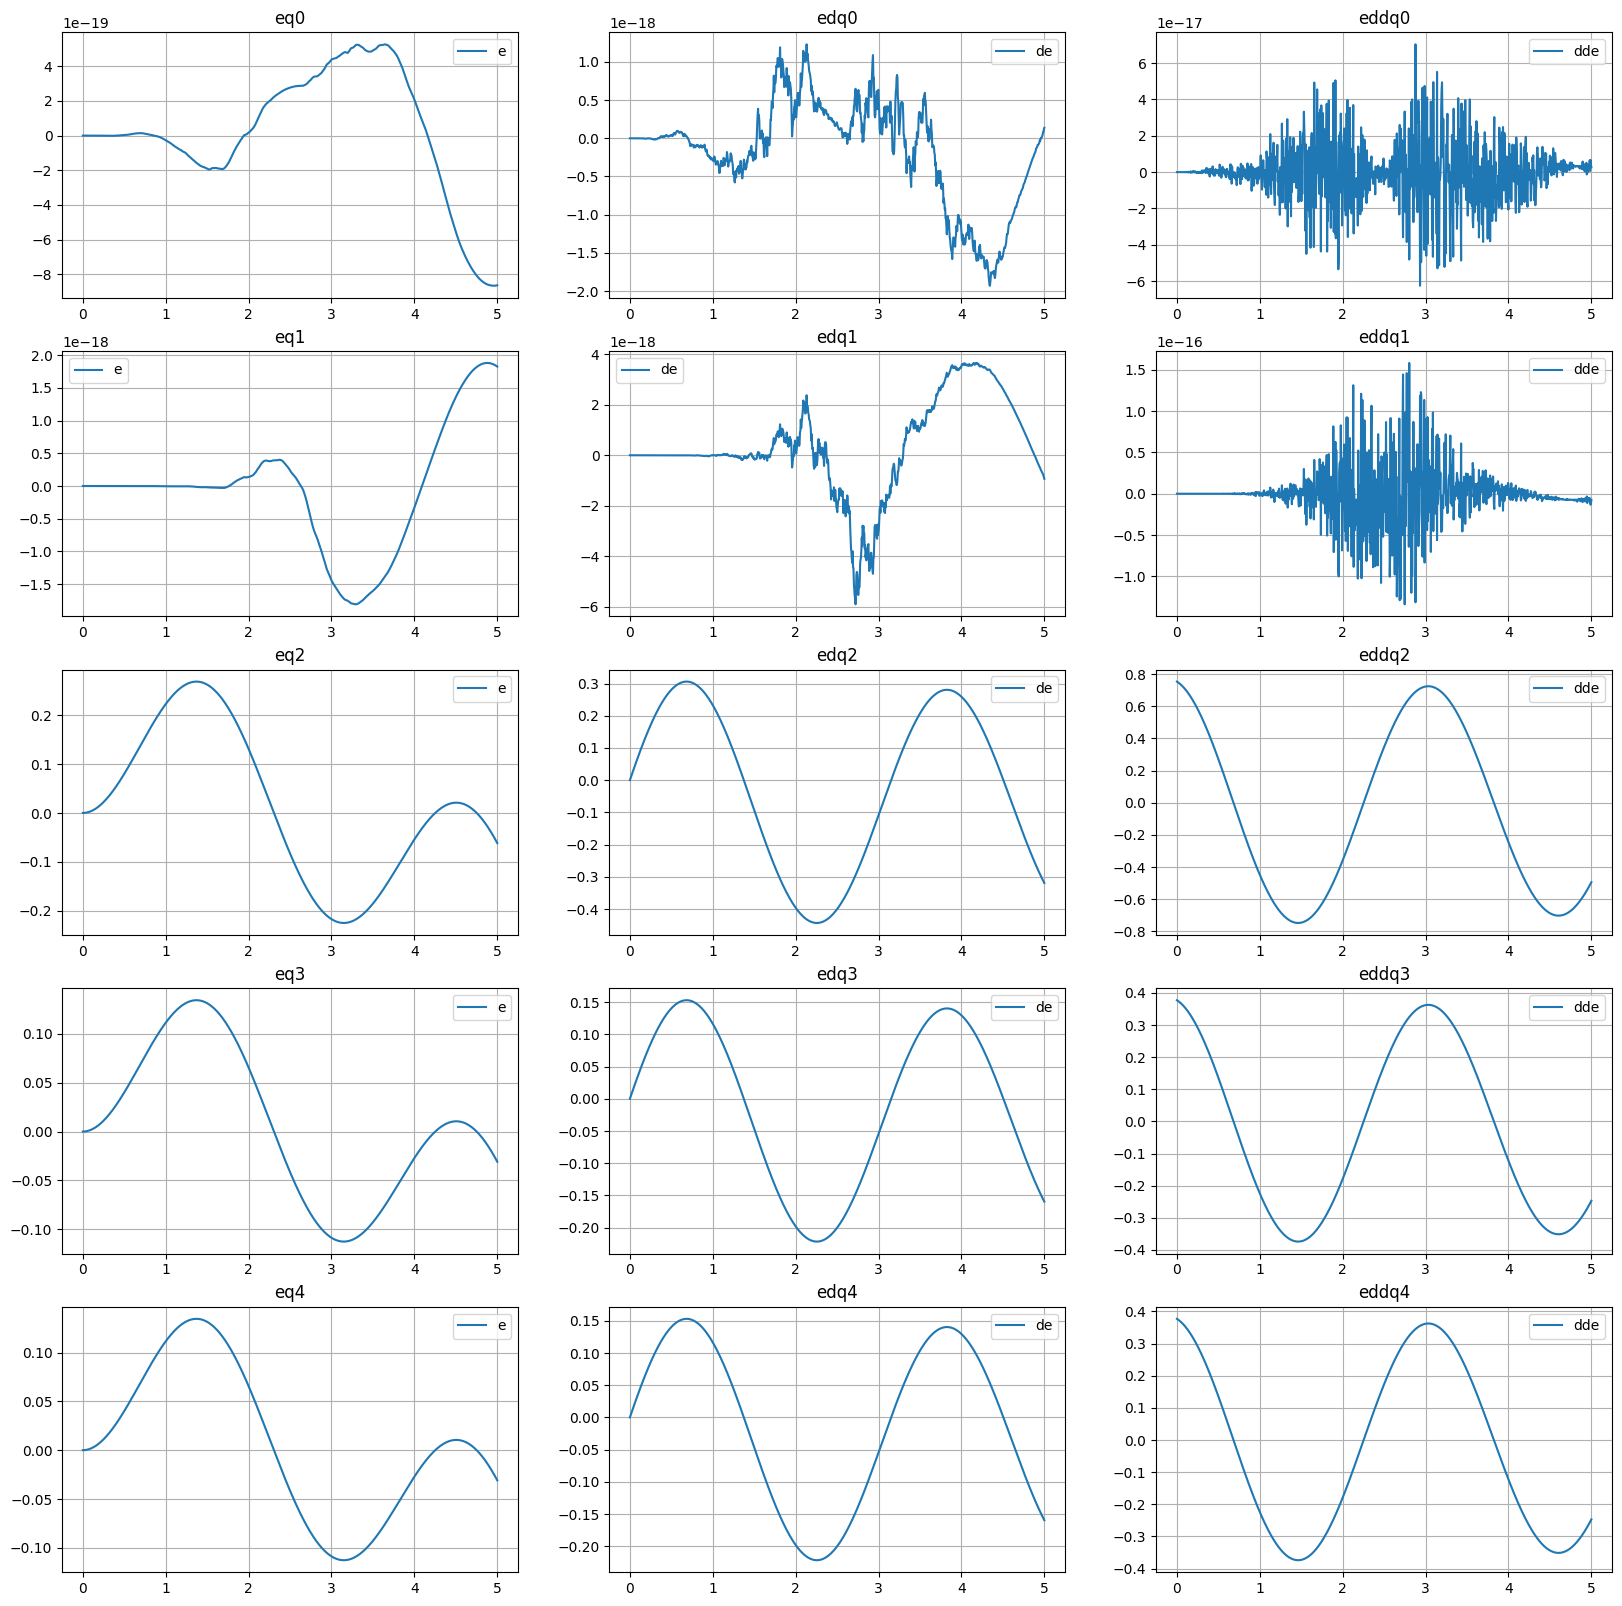 eq0 edq0 eddq0
1e−19 1e−18 1e−17
e de dde
4 1.0 6
2 0.5 4
0 0.0 2
−2 −0.5 0
−4 −1.0 −2
−6 −1.5 −4
−8 −2.0 −6
0 1 2 3 4 5 0 1 2 3 4 5 0 1 2 3 4 5
eq1 edq1 eddq1
1e−18 1e−18 1e−16
e de dde
2.0 4 1.5
1.5 2 1.0
1.0 0 0.5
0.5 −2 0.0
0.0 −4 −0.5
−0.5 −6 −1.0
−1.0
−1.5
0 1 2 3 4 5 0 1 2 3 4 5 0 1 2 3 4 5
eq2 edq2 eddq2
e de dde
0.2 0.3 0.8
0.1 0.2 0.6
0.0 0.1 0.4
−0.1 0.0 0.2
−0.2 −0.1 0.0
−0.2 −0.2
−0.3 −0.4
−0.4 −0.6
−0.8
0 1 2 3 4 5 0 1 2 3 4 5 0 1 2 3 4 5
eq3 edq3 eddq3
e de dde
0.10 0.15 0.4
0.05 0.10 0.3
0.00 0.05 0.2
−0.05 0.00 0.1
−0.10 −0.05 0.0
−0.10 −0.1
−0.15 −0.2
−0.20 −0.3
−0.4
0 1 2 3 4 5 0 1 2 3 4 5 0 1 2 3 4 5
eq4 edq4 eddq4
e de dde
0.10 0.15 0.4
0.05 0.10 0.3
0.00 0.05 0.2
−0.05 0.00 0.1
−0.10 −0.05 0.0
−0.10 −0.1
−0.15 −0.2
−0.20 −0.3
−0.4
0 1 2 3 4 5 0 1 2 3 4 5 0 1 2 3 4 5